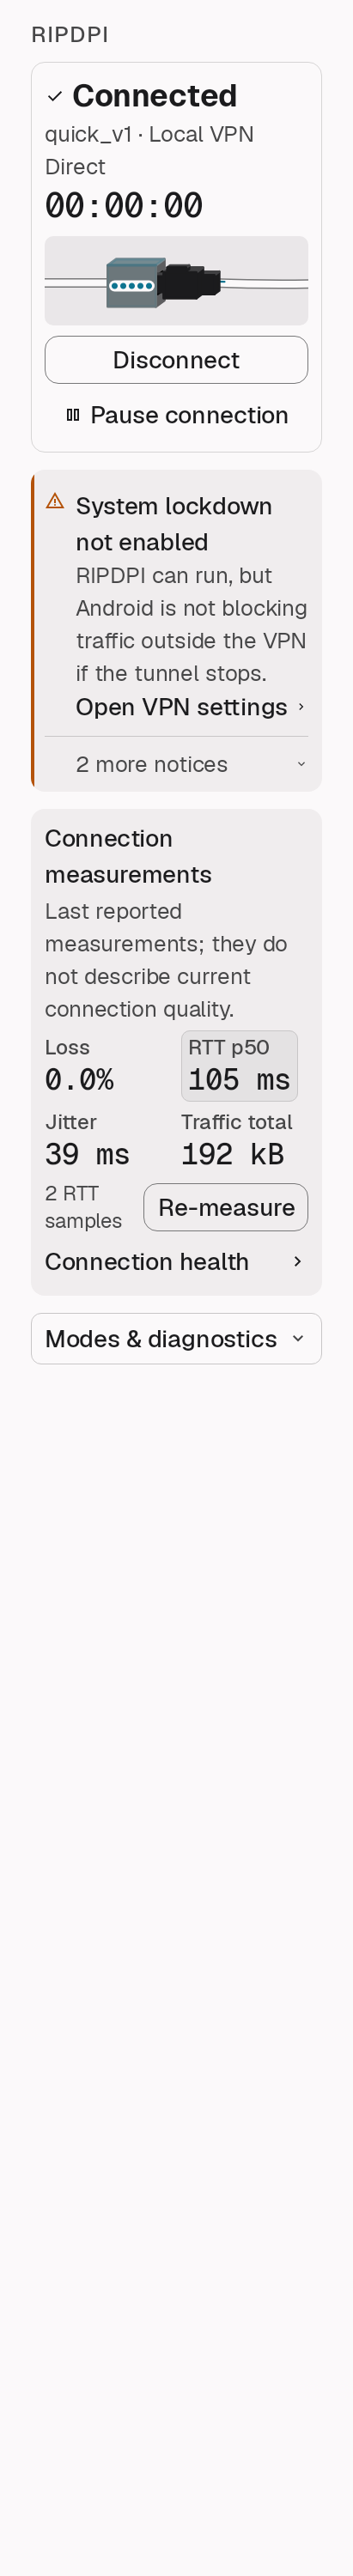 RIPDPI
Connected
quick_v1 · Local VPN
Direct
00:00:00
Disconnect
Pause connection
System lockdown
not enabled
RIPDPI can run, but
Android is not blocking
traffic outside the VPN
if the tunnel stops.
Open VPN settings
2 more notices
Connection
measurements
Last reported
measurements; they do
not describe current
connection quality.
Loss
0.0%
RTT p50
105 ms
Jitter
39 ms
Traffic total
192 kB
2 RTT
samples
Re-measure
Connection health
Modes & diagnostics